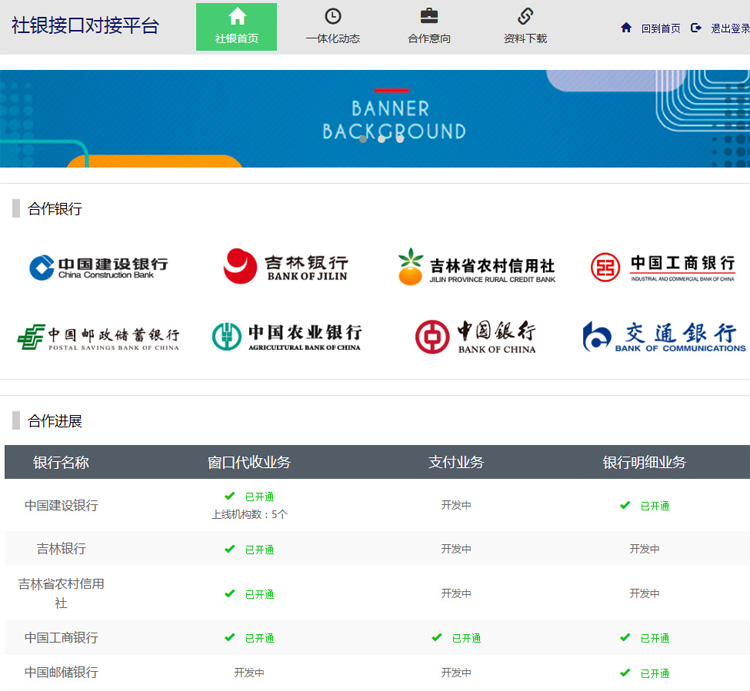 社银接口对接平台
社银首页
一体化动态
合作意向
资料下载
回到首页
退出登录
BANNER
BACKGROUND
合作银行
中国建设银行
China Construction Bank
吉林银行
BANK OF JILIN
吉林省农村信用社
JILIN PROVINCE RURAL CREDIT BANK
中国工商银行
INDUSTRIAL AND COMMERCIAL BANK OF CHINA
中国邮政储蓄银行
POSTAL SAVINGS BANK OF CHINA
中国农业银行
AGRICULTURAL BANK OF CHINA
中国银行
BANK OF CHINA
交通銀行
BANK OF COMMUNICATIONS
合作进展
银行名称 窗口代收业务 支付业务 银行明细业务
中国建设银行 已开通 开发中 已开通
上线机构数：5个
吉林银行 已开通 开发中 开发中
吉林省农村信用
社 已开通 开发中 开发中
中国工商银行 已开通 已开通 已开通
中国邮储银行 开发中 开发中 已开通